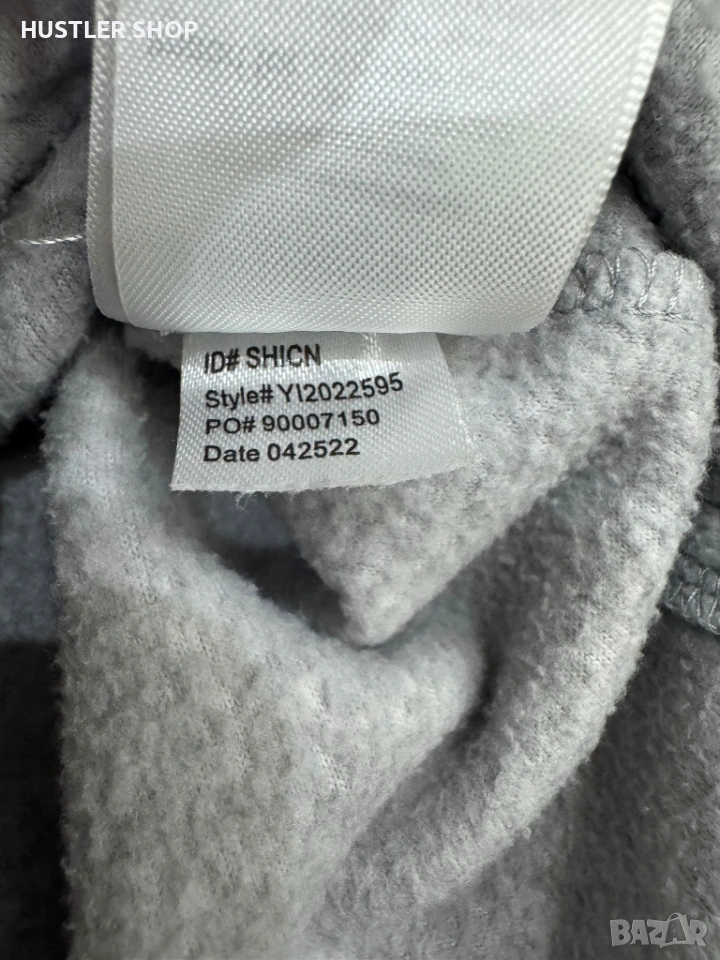 HUSTLER SHOP
ID# SHICN
Style# YI2022595
PO# 90007150
Date 042522
BAZAR